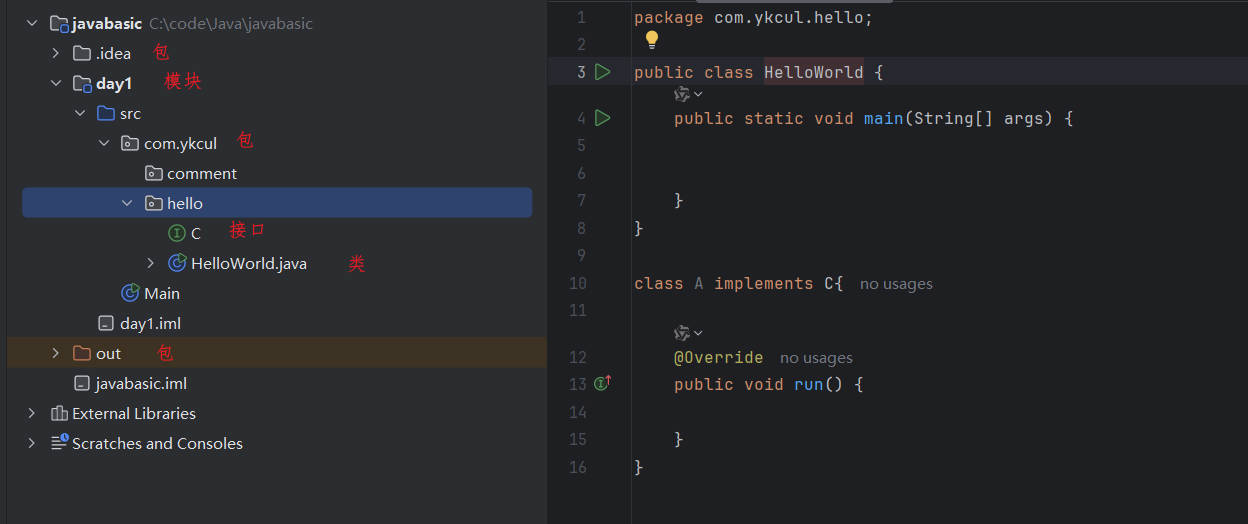 javabasic C:\code\Java\javabasic
.idea 包
day1 模块
src
com.ykcul 包
comment
hello
C 接口
HelloWorld.java 类
Main
day1.iml
out 包
javabasic.iml
External Libraries
Scratches and Consoles
1 package com.ykcul.hello;
2
3 public class HelloWorld {
4 public static void main(String[] args) {
5
6
7 }
8 }
9
10 class A implements C{ no usages
11
12 @Override no usages
13 public void run() {
14
15 }
16 }